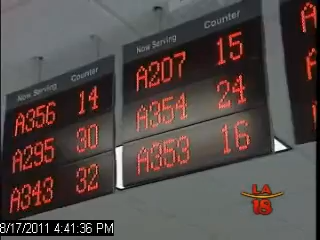 Now Serving Counter
A356 14
A295 30
A343 32
Now Serving Counter
A207 15
A354 24
A353 16
LA
18
8/17/2011 4:41:36 PM